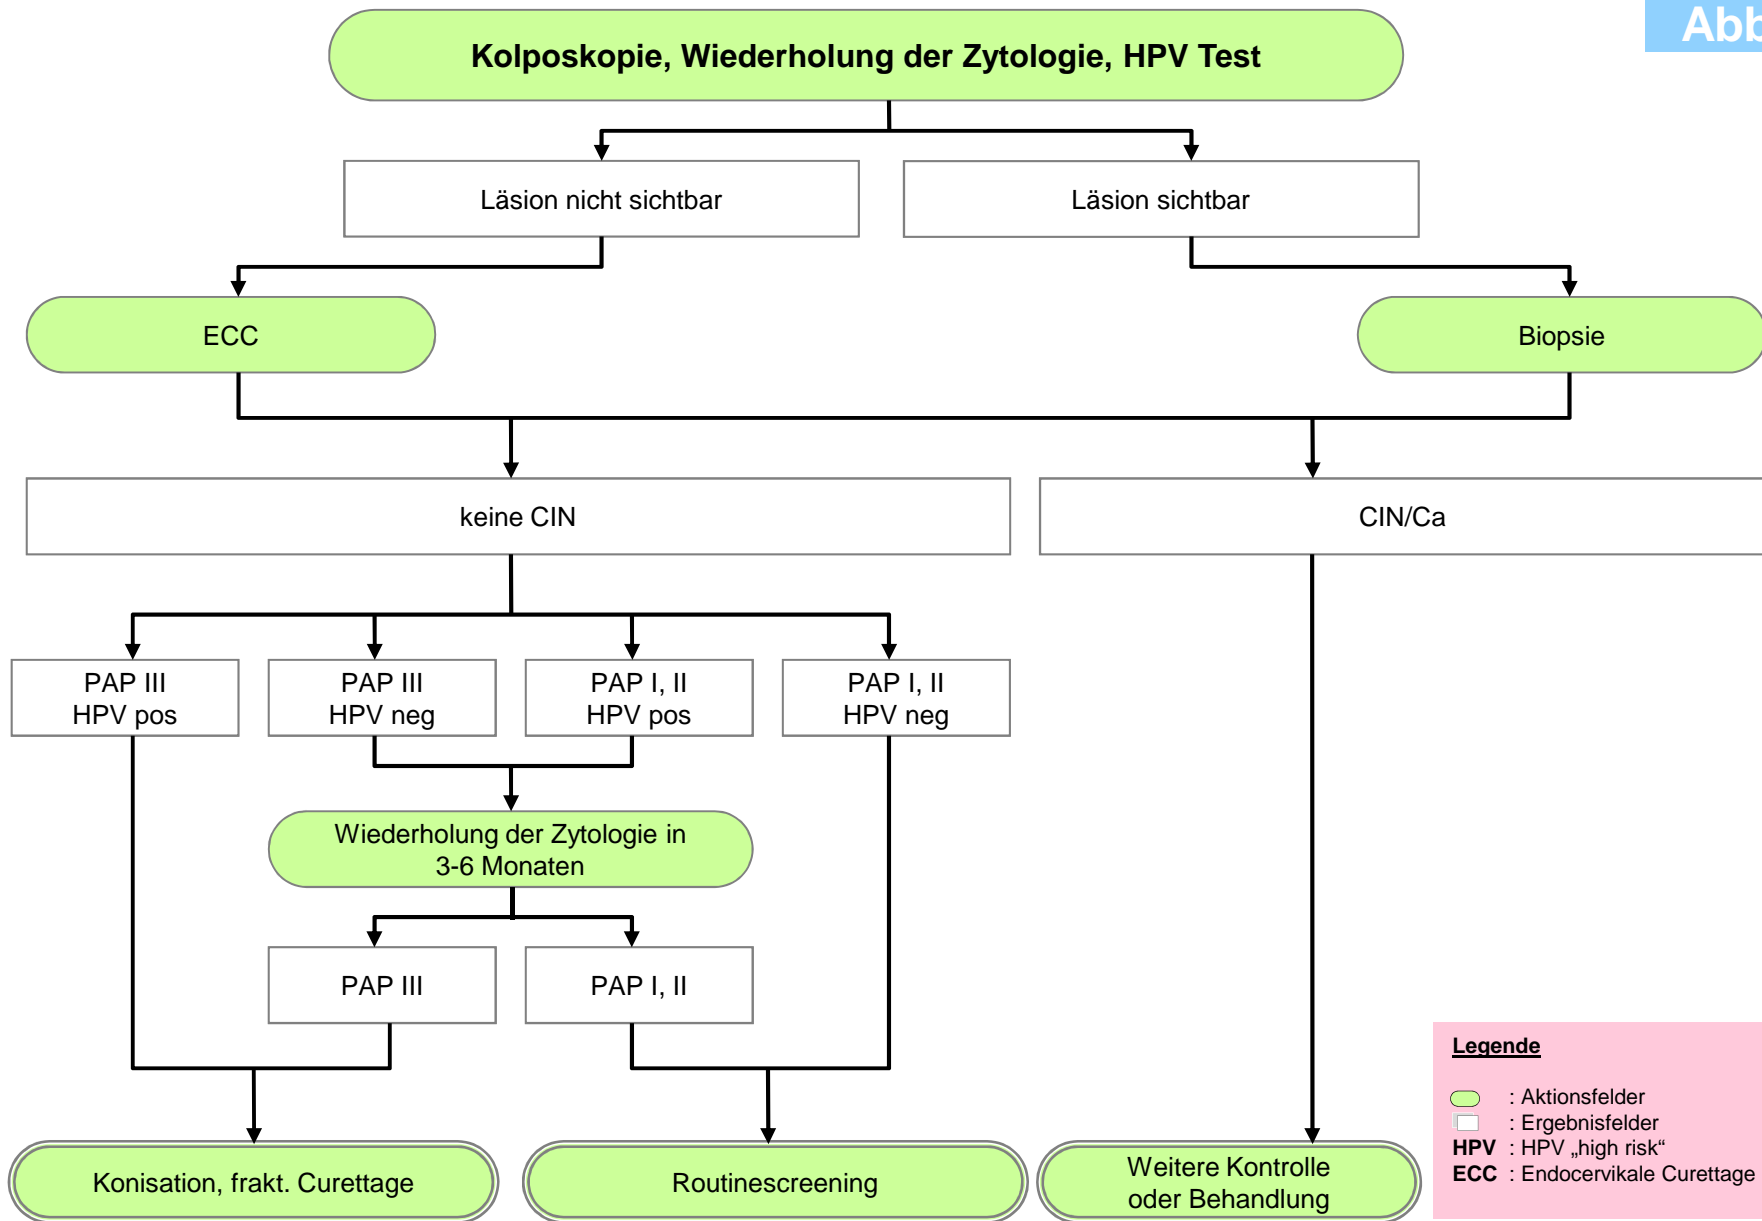 Abb
Kolposkopie, Wiederholung der Zytologie, HPV Test
Läsion nicht sichtbar
Läsion sichtbar
ECC
Biopsie
keine CIN
CIN/Ca
PAP III
HPV pos
PAP III
HPV neg
PAP I, II
HPV pos
PAP I, II
HPV neg
Wiederholung der Zytologie in
3-6 Monaten
PAP III
PAP I, II
Konisation, frakt. Curettage
Routinescreening
Weitere Kontrolle
oder Behandlung
Legende
: Aktionsfelder
: Ergebnisfelder
HPV : HPV „high risk“
ECC : Endocervikale Curettage